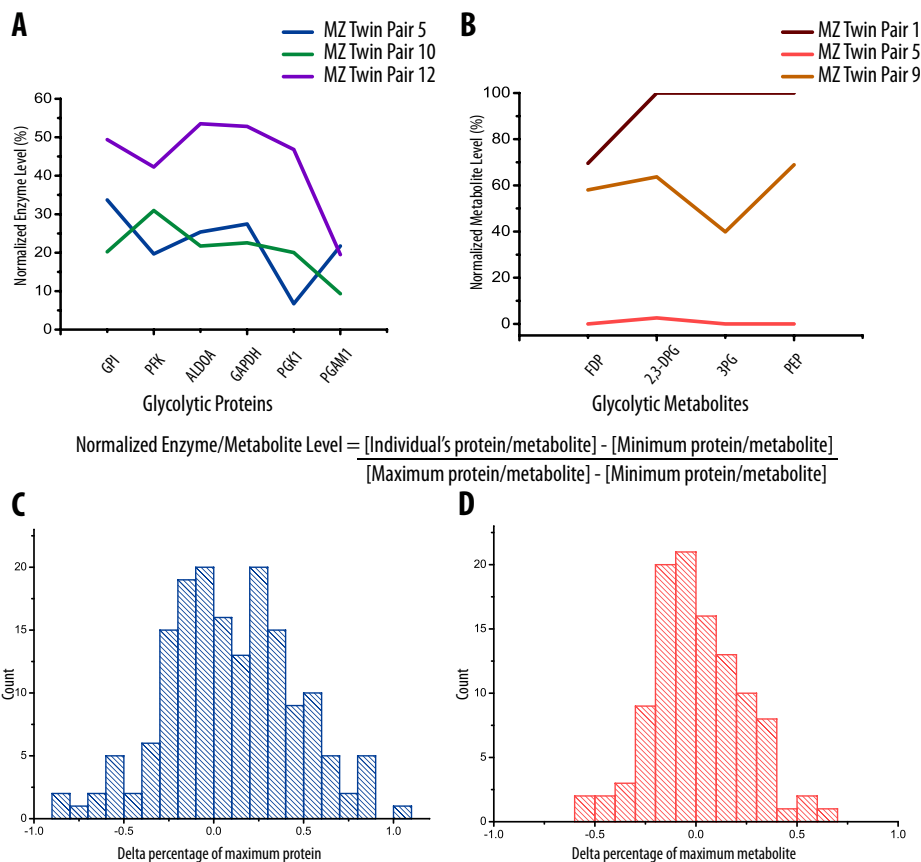 A
MZ Twin Pair 5
MZ Twin Pair 10
MZ Twin Pair 12
Normalized Enzyme Level (%)
60
50
40
30
20
10
0
GPI
PFK
ALDOA
GAPDH
PGK1
PGAM1
Glycolytic Proteins
B
MZ Twin Pair 1
MZ Twin Pair 5
MZ Twin Pair 9
Normalized Metabolite Level (%)
100
80
60
40
20
0
FDP
2,3-DPG
3PG
PEP
Glycolytic Metabolites
Normalized Enzyme/Metabolite Level = [Individual's protein/metabolite] - [Minimum protein/metabolite]
[Maximum protein/metabolite] - [Minimum protein/metabolite]
C
Count
20
15
10
5
0
-1.0
-0.5
0.0
0.5
1.0
Delta percentage of maximum protein
D
Count
20
15
10
5
0
-1.0
-0.5
0.0
0.5
1.0
Delta percentage of maximum metabolite